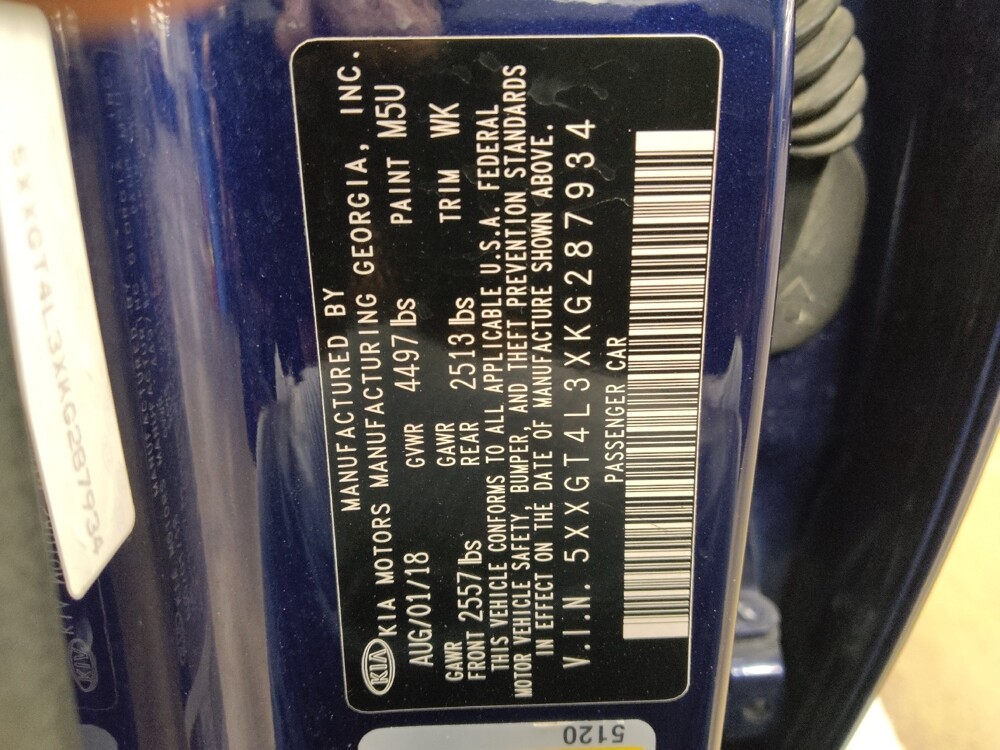 MANUFACTURED BY
KIA KIA MOTORS MANUFACTURING GEORGIA, INC.
AUG/01/18 GVWR 4497 lbs PAINT M5U
GAWR FRONT 2557 lbs GAWR REAR 2513 lbs TRIM WK
THIS VEHICLE CONFORMS TO ALL APPLICABLE U.S.A. FEDERAL
MOTOR VEHICLE SAFETY, BUMPER, AND THEFT PREVENTION STANDARDS
IN EFFECT ON THE DATE OF MANUFACTURE SHOWN ABOVE.
V.I.N. 5XXGT4L3XKG287934
PASSENGER CAR
5XXGT4L3XKG287934
5120